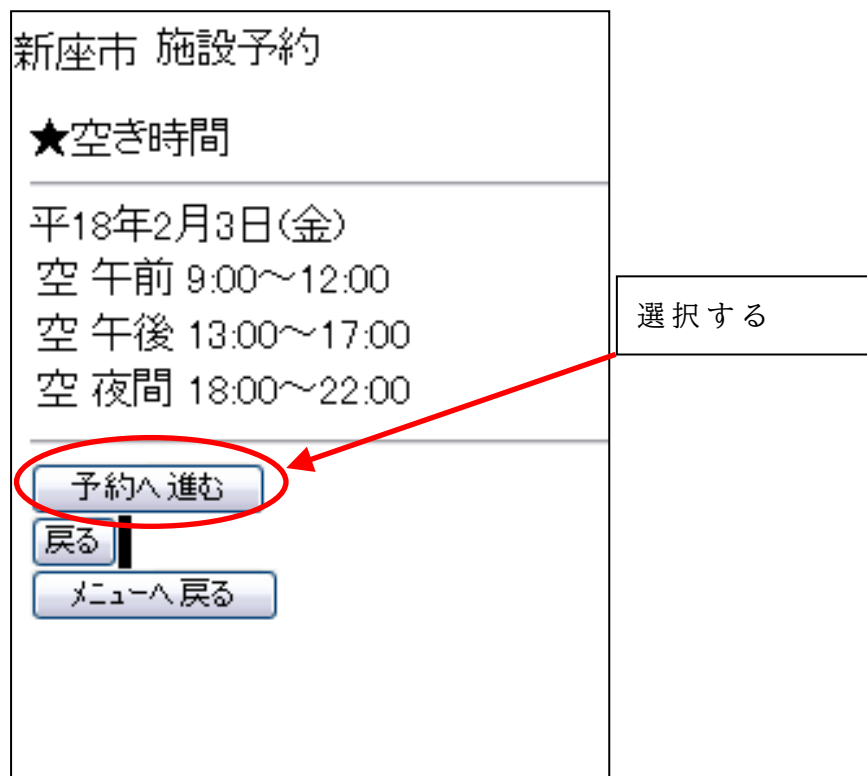 新座市 施設予約
★空き時間
平18年2月3日(金)
空 午前 9:00～12:00
空 午後 13:00～17:00
空 夜間 18:00～22:00
選択する
予約へ進む
戻る
ﾒﾆｭｰへ戻る